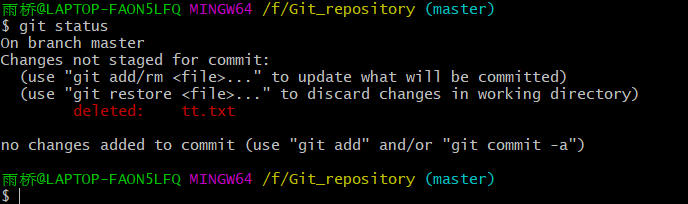 雨桥@LAPTOP-FAON5LFQ MINGW64 /f/Git_repository (master)
$ git status
On branch master
Changes not staged for commit:
  (use "git add/rm <file>..." to update what will be committed)
  (use "git restore <file>..." to discard changes in working directory)
        deleted:    tt.txt

no changes added to commit (use "git add" and/or "git commit -a")

雨桥@LAPTOP-FAON5LFQ MINGW64 /f/Git_repository (master)
$